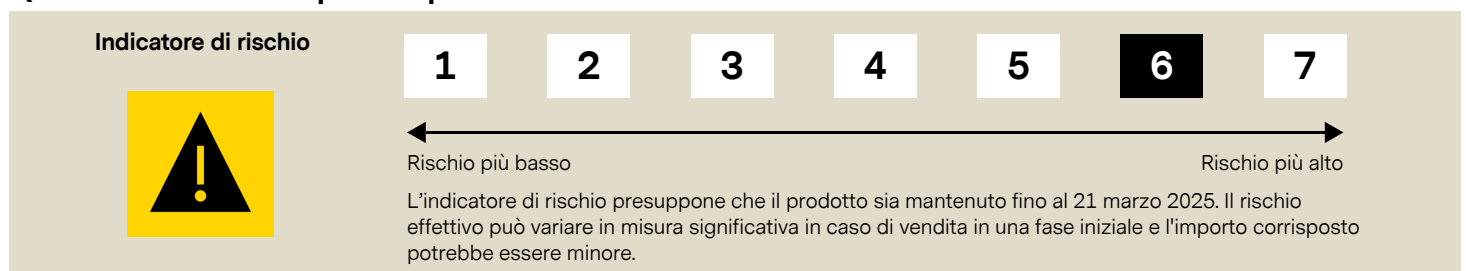 Indicatore di rischio
1 2 3 4 5 6 7
Rischio più basso Rischio più alto
L'indicatore di rischio presuppone che il prodotto sia mantenuto fino al 21 marzo 2025. Il rischio
effettivo può variare in misura significativa in caso di vendita in una fase iniziale e l'importo corrisposto
potrebbe essere minore.